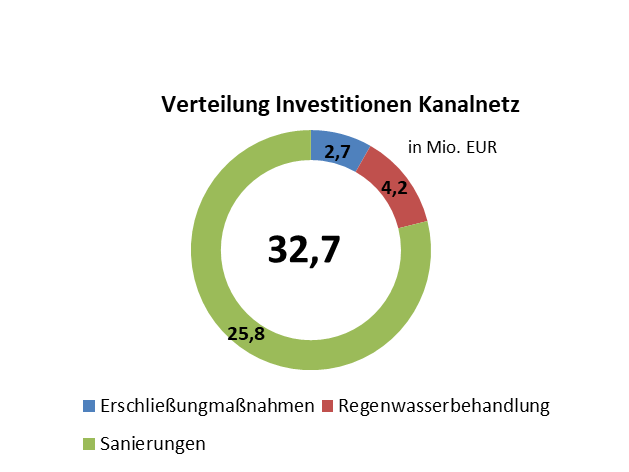 Verteilung Investitionen Kanalnetz
in Mio. EUR
2,7
4,2
32,7
25,8
Erschließungmaßnahmen Regenwasserbehandlung
Sanierungen